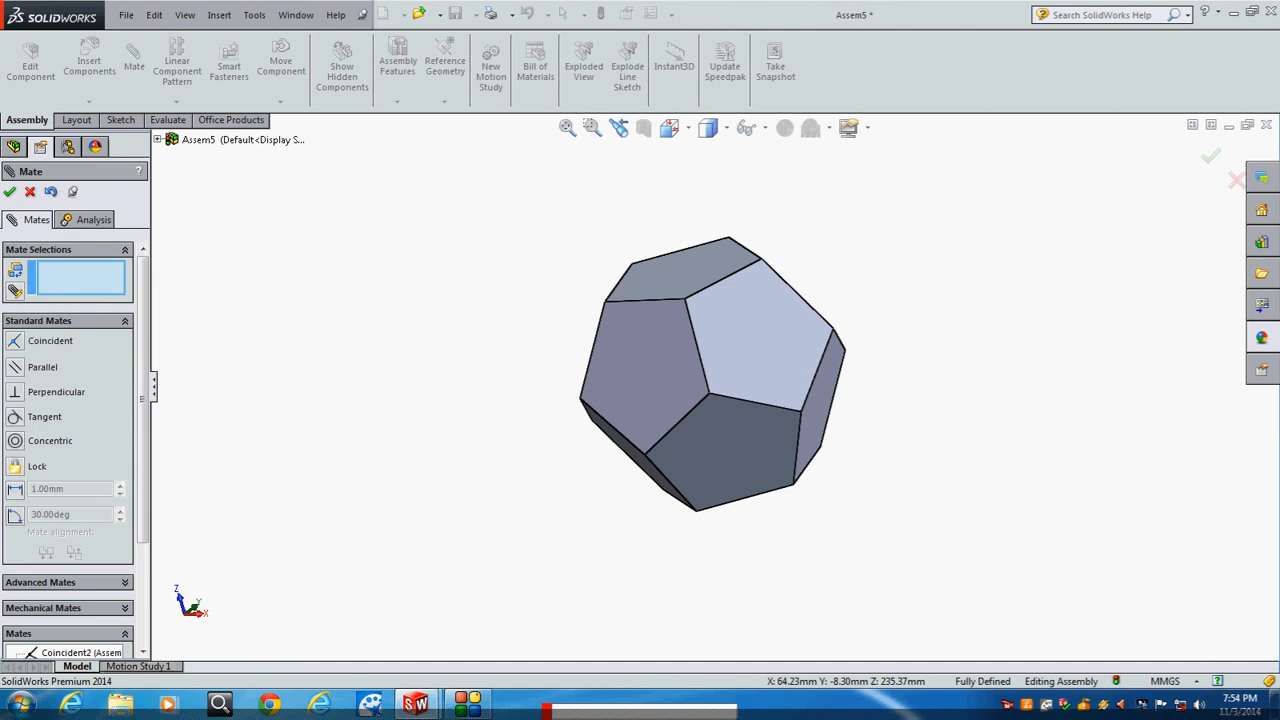 SOLIDWORKS File Edit View Insert Tools Window Help Assem5 * Search SolidWorks Help ?
Edit Component
Insert Components
Mate
Linear Component Pattern
Smart Fasteners
Move Component
Show Hidden Components
Assembly Features
Reference Geometry
New Motion Study
Bill of Materials
Exploded View
Explode Line Sketch
Instant3D
Update Speedpak
Take Snapshot
Assembly Layout Sketch Evaluate Office Products
Assem5 (Default<Display S...
Mate ?
Mates Analysis
Mate Selections
Standard Mates
Coincident
Parallel
Perpendicular
Tangent
Concentric
Lock
1.00mm
30.00deg
Mate alignment:
Advanced Mates
Mechanical Mates
Mates
Coincident2 (Assem
Z
Y
X
Model Motion Study 1
SolidWorks Premium 2014 X: 64.23mm Y: -8.30mm Z: 235.37mm Fully Defined Editing Assembly MMGS ?
SW
7:54 PM
11/3/2014